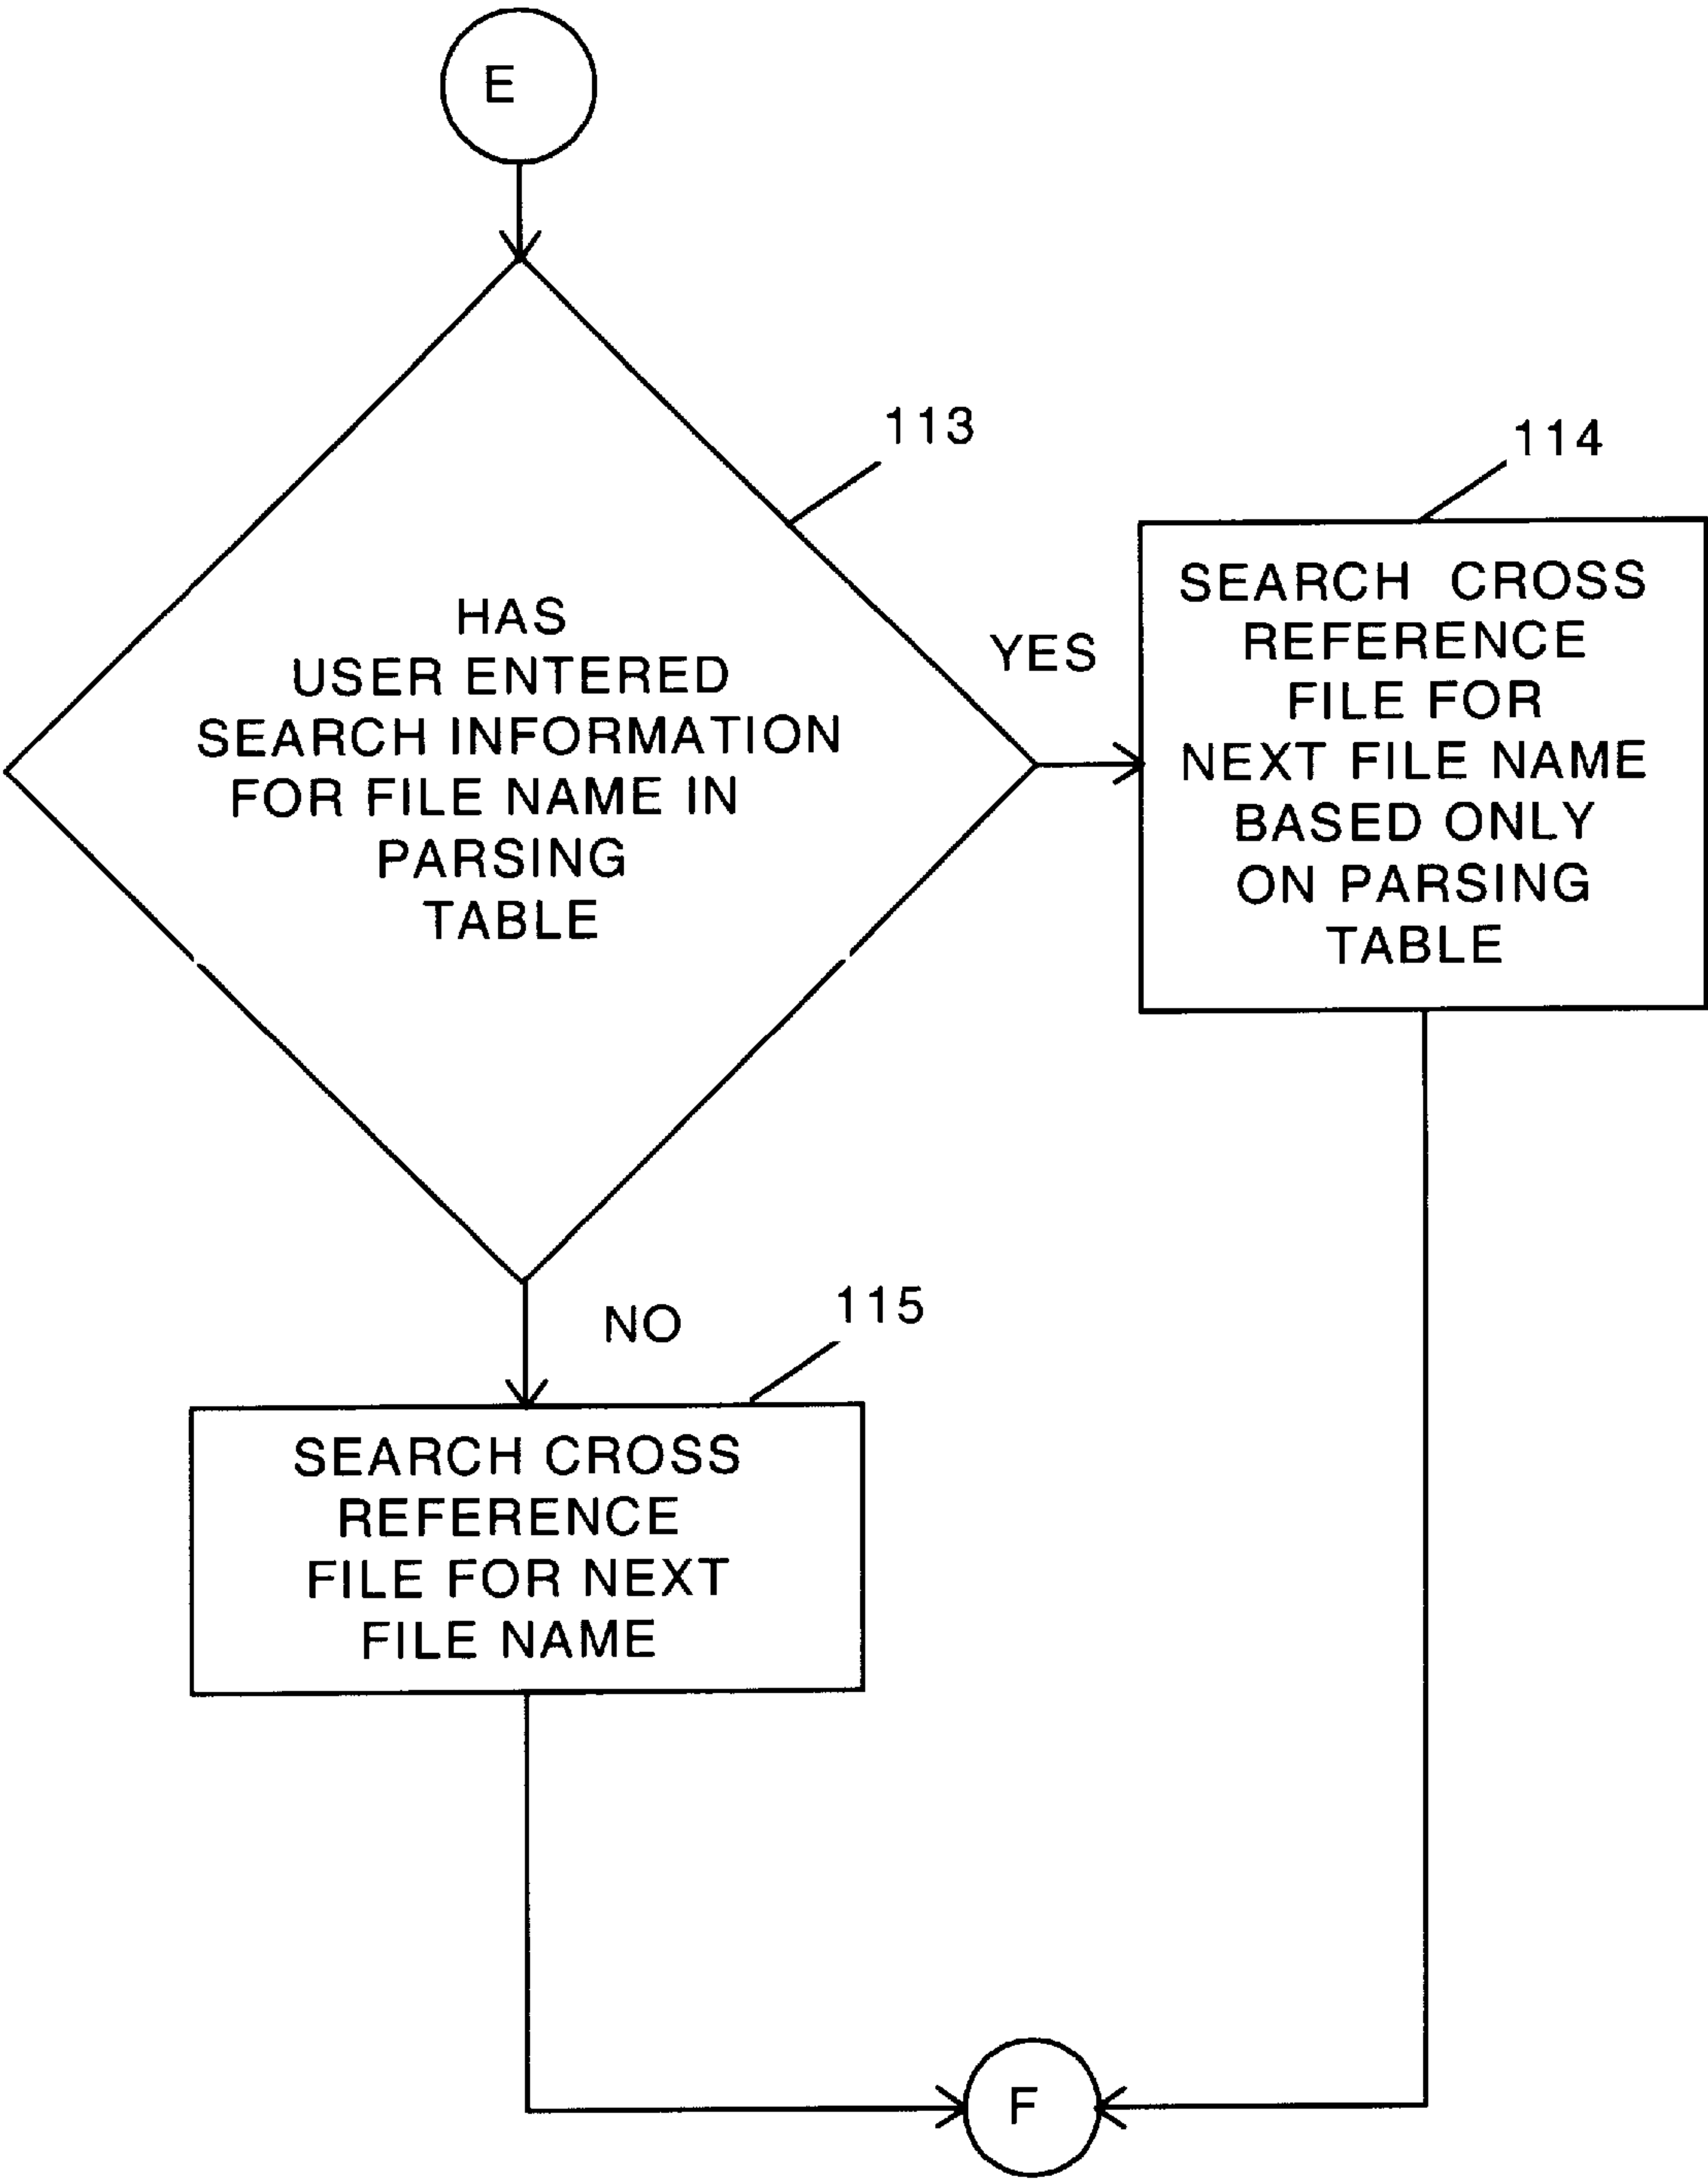 E
113
HAS
USER ENTERED
SEARCH INFORMATION
FOR FILE NAME IN
PARSING
TABLE
YES
114
SEARCH CROSS
REFERENCE
FILE FOR
NEXT FILE NAME
BASED ONLY
ON PARSING
TABLE
NO
115
SEARCH CROSS
REFERENCE
FILE FOR NEXT
FILE NAME
F